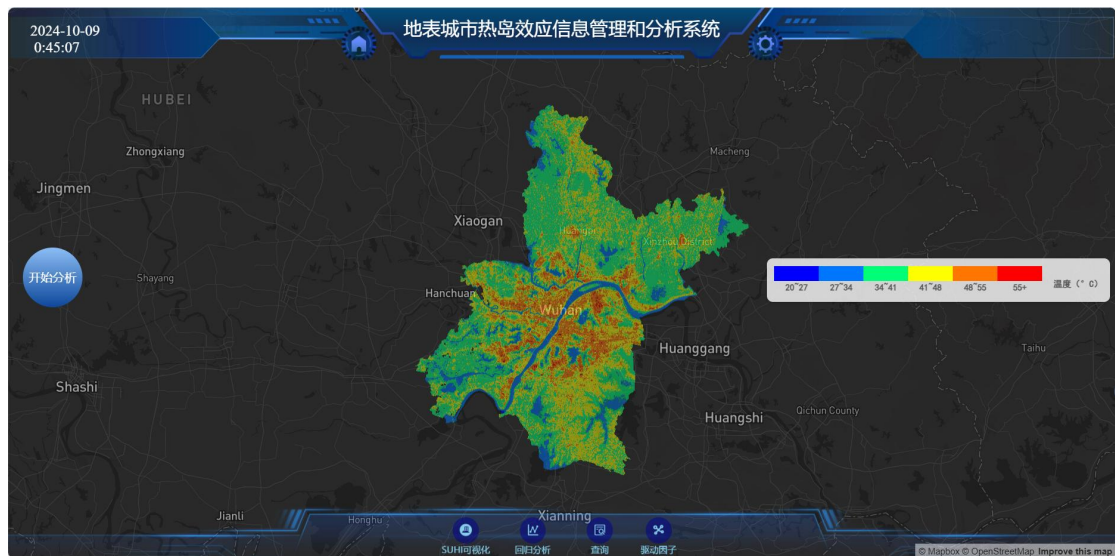 2024-10-09
0:45:07
地表城市热岛效应信息管理和分析系统
HUBEI
Zhongxiang
Macheng
Jingmen
Xiaogan
Huangpi
Xinzhou District
开始分析
Shayang
Hanchuan
20~27 27~34 34~41 41~48 48~55 55+ 温度（°C）
Wuhan
Huanggang
Taihu
Shashi
Huangshi
Qichun County
Jianli
Honghu
Xianning
SUHI可视化 回归分析 查询 驱动因子
© Mapbox © OpenStreetMap Improve this map